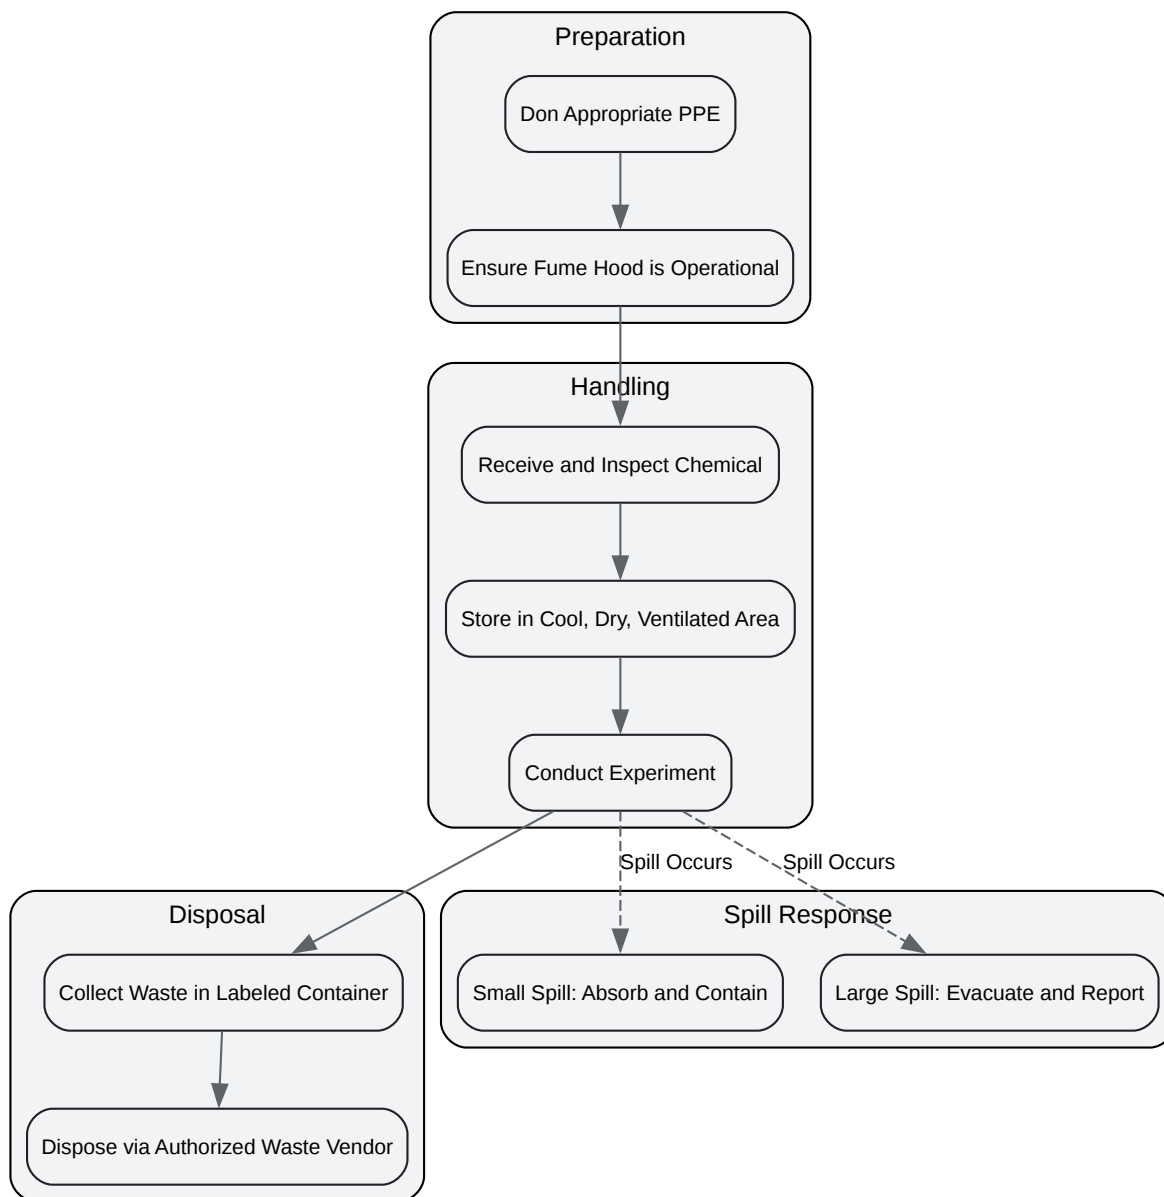 Preparation
Don Appropriate PPE
Ensure Fume Hood is Operational
Handling
Receive and Inspect Chemical
Store in Cool, Dry, Ventilated Area
Conduct Experiment
Spill Occurs
Spill Occurs
Disposal
Spill Response
Collect Waste in Labeled Container
Small Spill: Absorb and Contain
Large Spill: Evacuate and Report
Dispose via Authorized Waste Vendor